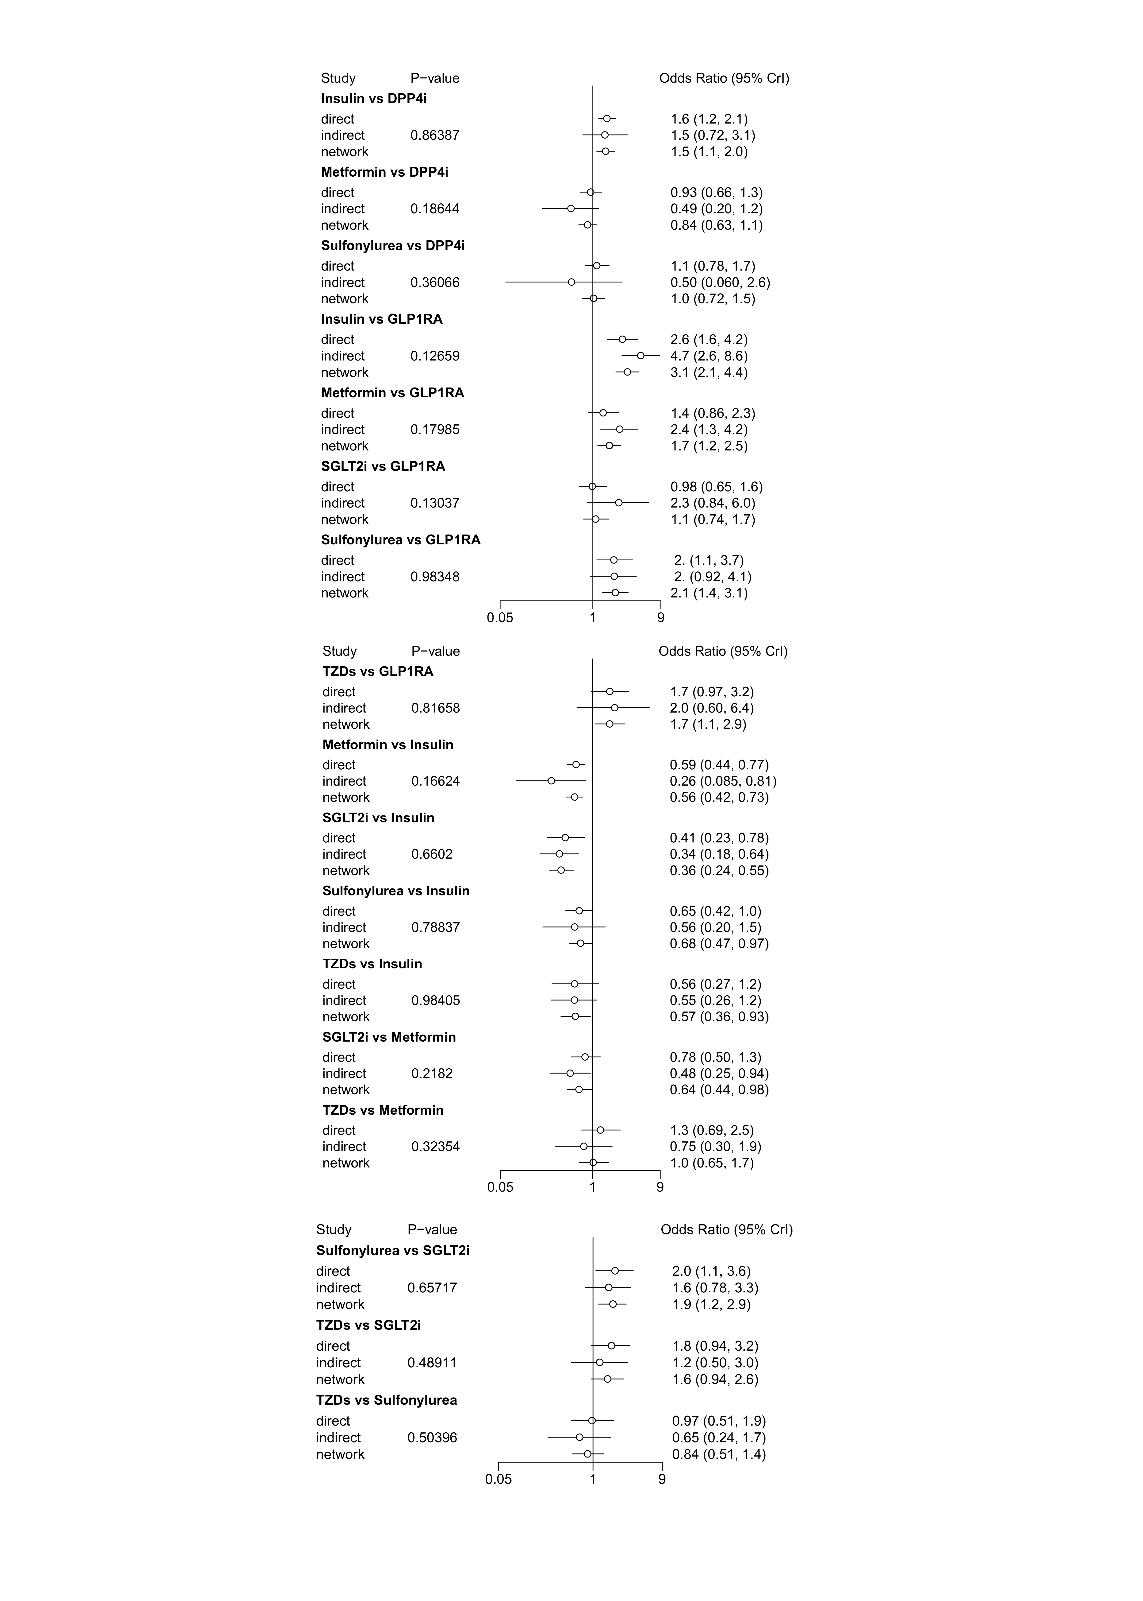 Study P−value Odds Ratio (95% CrI)
Insulin vs DPP4i
direct 1.6 (1.2, 2.1)
indirect 0.86387 1.5 (0.72, 3.1)
network 1.5 (1.1, 2.0)
Metformin vs DPP4i
direct 0.93 (0.66, 1.3)
indirect 0.18644 0.49 (0.20, 1.2)
network 0.84 (0.63, 1.1)
Sulfonylurea vs DPP4i
direct 1.1 (0.78, 1.7)
indirect 0.36066 0.50 (0.060, 2.6)
network 1.0 (0.72, 1.5)
Insulin vs GLP1RA
direct 2.6 (1.6, 4.2)
indirect 0.12659 4.7 (2.6, 8.6)
network 3.1 (2.1, 4.4)
Metformin vs GLP1RA
direct 1.4 (0.86, 2.3)
indirect 0.17985 2.4 (1.3, 4.2)
network 1.7 (1.2, 2.5)
SGLT2i vs GLP1RA
direct 0.98 (0.65, 1.6)
indirect 0.13037 2.3 (0.84, 6.0)
network 1.1 (0.74, 1.7)
Sulfonylurea vs GLP1RA
direct 2. (1.1, 3.7)
indirect 0.98348 2. (0.92, 4.1)
network 2.1 (1.4, 3.1)
0.05 1 9
Study P−value Odds Ratio (95% CrI)
TZDs vs GLP1RA
direct 1.7 (0.97, 3.2)
indirect 0.81658 2.0 (0.60, 6.4)
network 1.7 (1.1, 2.9)
Metformin vs Insulin
direct 0.59 (0.44, 0.77)
indirect 0.16624 0.26 (0.085, 0.81)
network 0.56 (0.42, 0.73)
SGLT2i vs Insulin
direct 0.41 (0.23, 0.78)
indirect 0.6602 0.34 (0.18, 0.64)
network 0.36 (0.24, 0.55)
Sulfonylurea vs Insulin
direct 0.65 (0.42, 1.0)
indirect 0.78837 0.56 (0.20, 1.5)
network 0.68 (0.47, 0.97)
TZDs vs Insulin
direct 0.56 (0.27, 1.2)
indirect 0.98405 0.55 (0.26, 1.2)
network 0.57 (0.36, 0.93)
SGLT2i vs Metformin
direct 0.78 (0.50, 1.3)
indirect 0.2182 0.48 (0.25, 0.94)
network 0.64 (0.44, 0.98)
TZDs vs Metformin
direct 1.3 (0.69, 2.5)
indirect 0.32354 0.75 (0.30, 1.9)
network 1.0 (0.65, 1.7)
0.05 1 9
Study P−value Odds Ratio (95% CrI)
Sulfonylurea vs SGLT2i
direct 2.0 (1.1, 3.6)
indirect 0.65717 1.6 (0.78, 3.3)
network 1.9 (1.2, 2.9)
TZDs vs SGLT2i
direct 1.8 (0.94, 3.2)
indirect 0.48911 1.2 (0.50, 3.0)
network 1.6 (0.94, 2.6)
TZDs vs Sulfonylurea
direct 0.97 (0.51, 1.9)
indirect 0.50396 0.65 (0.24, 1.7)
network 0.84 (0.51, 1.4)
0.05 1 9